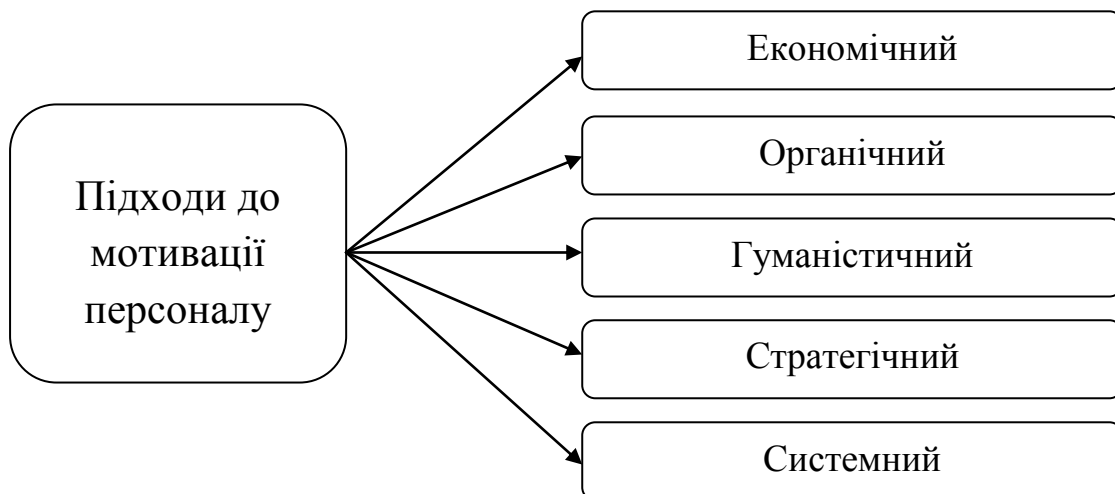 Підходи до
мотивації
персоналу
Економічний
Органічний
Гуманістичний
Стратегічний
Системний